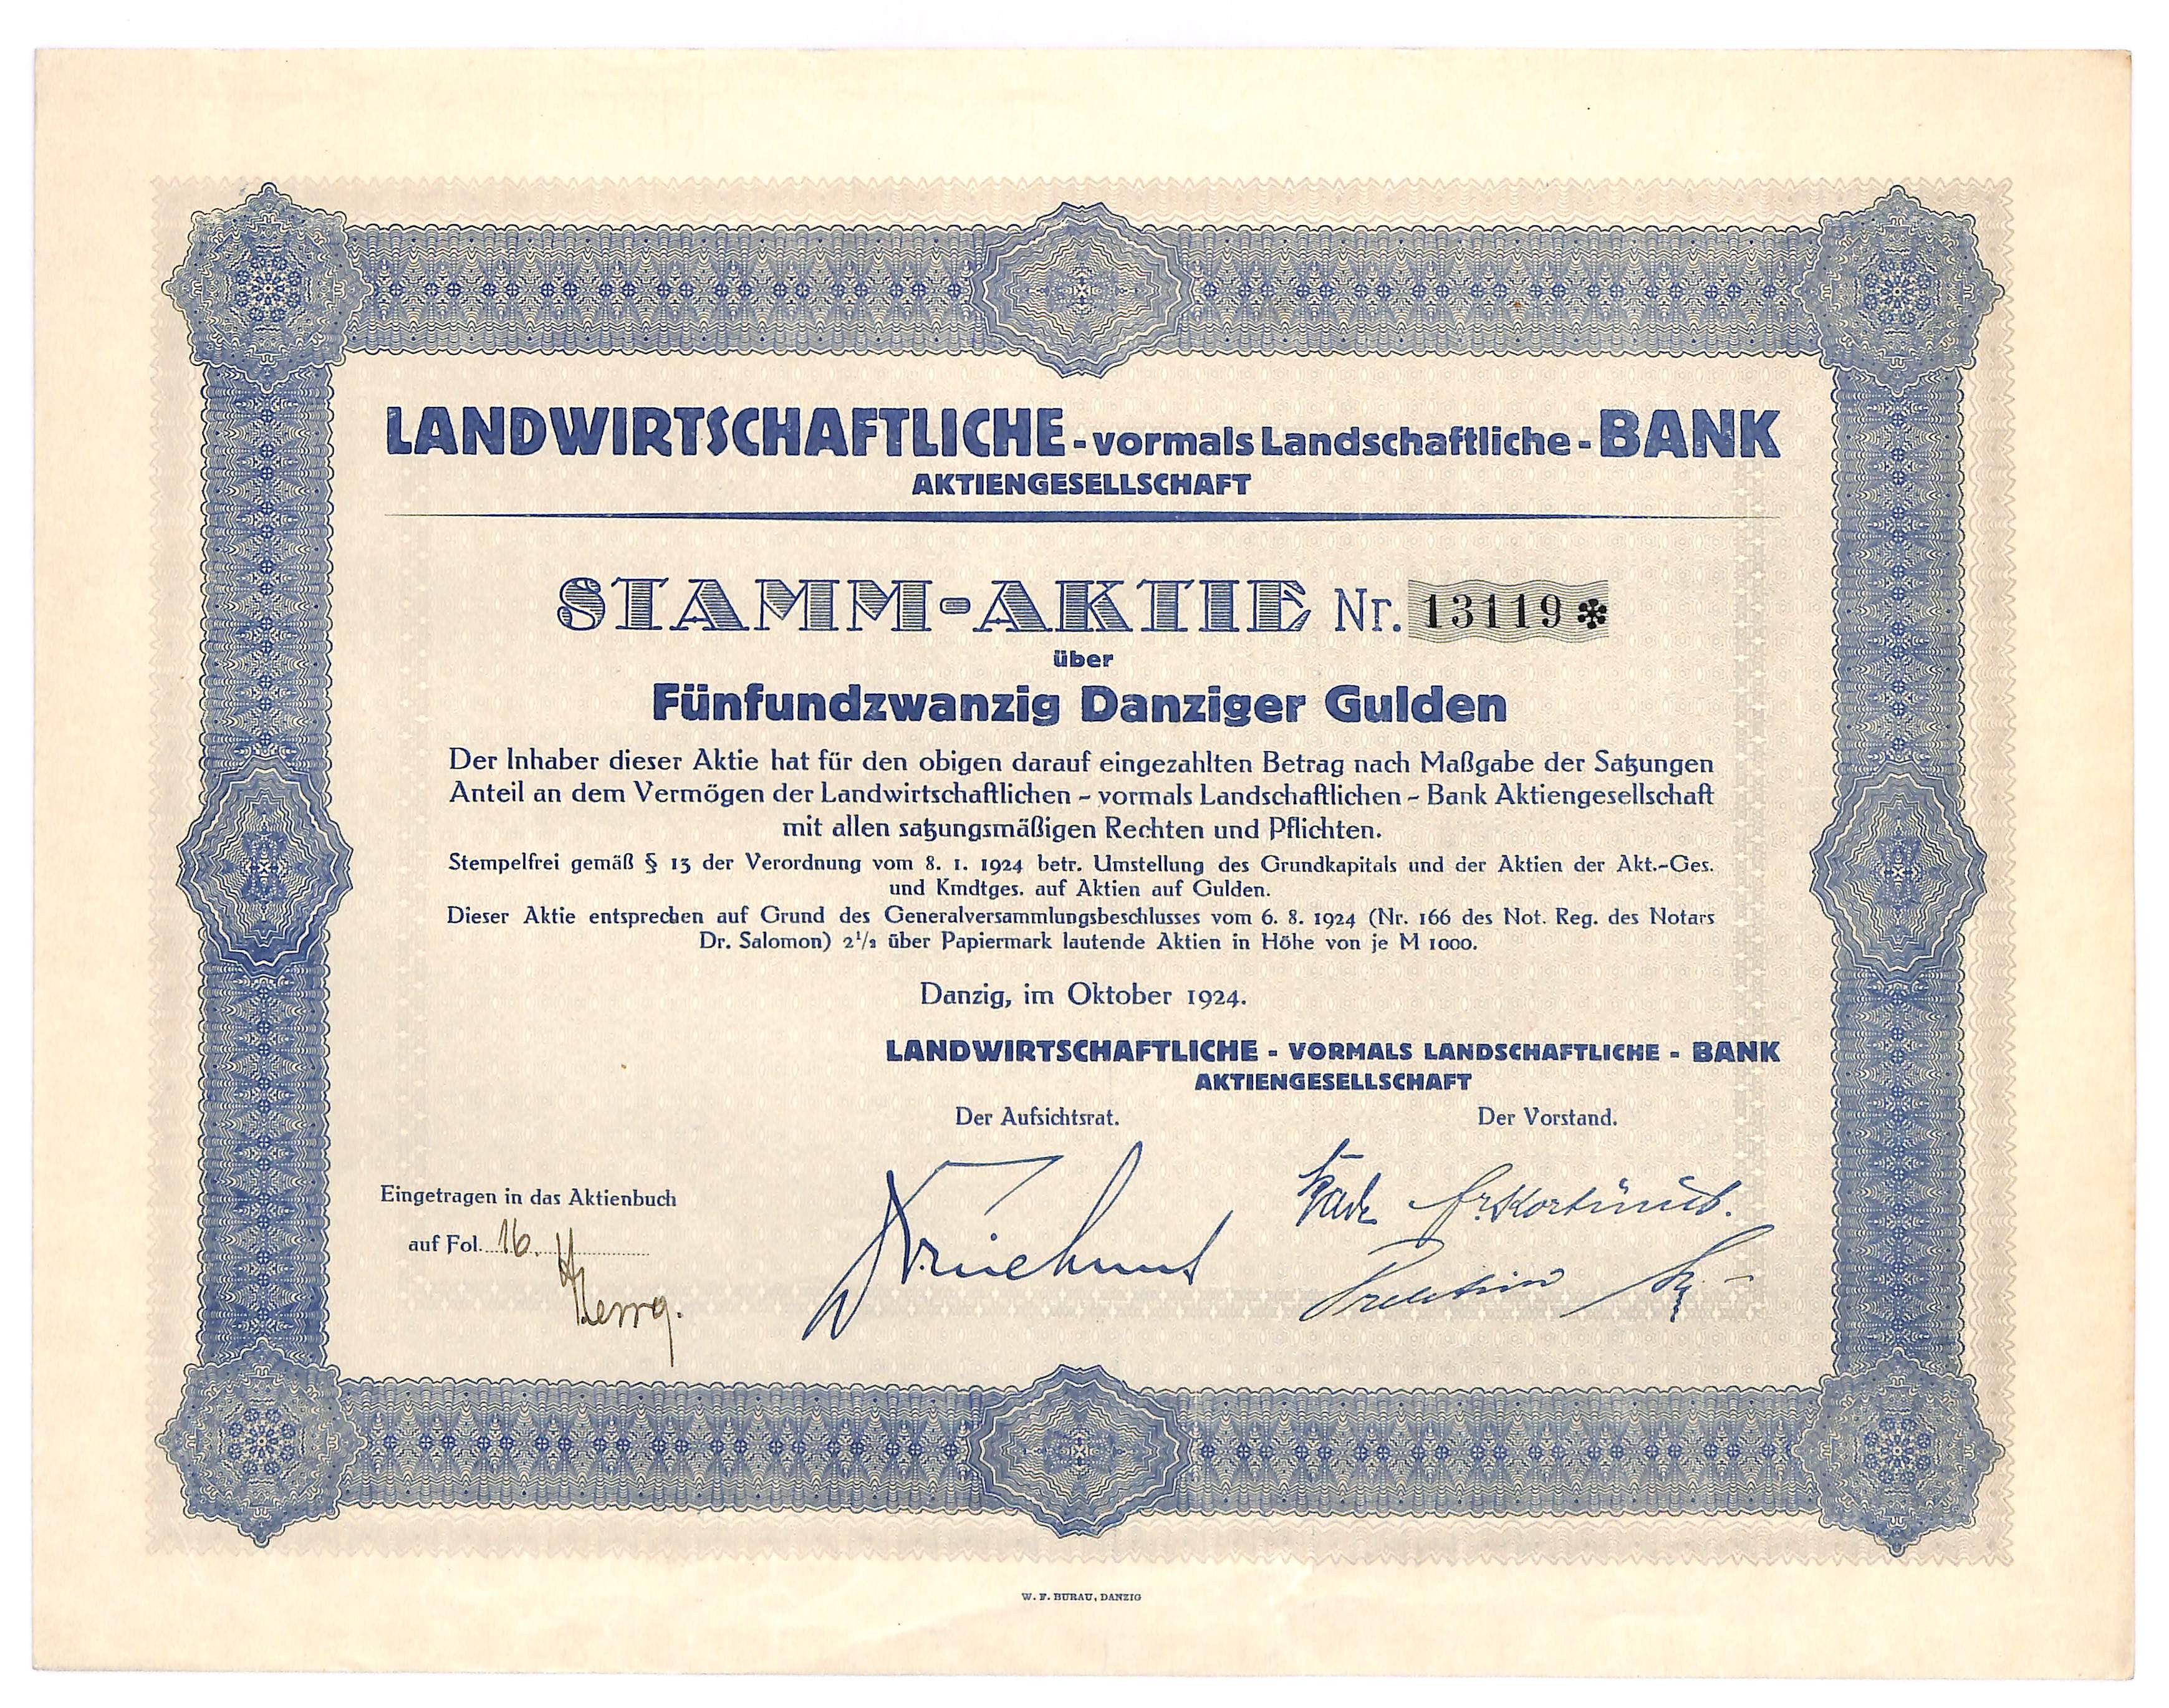 LANDWIRTSCHAFTLICHE - vormals Landschaftliche - BANK
AKTIENGESELLSCHAFT
STAMM-AKTIE Nr. 13119*
über
Fünfundzwanzig Danziger Gulden
Der Inhaber dieser Aktie hat für den obigen darauf eingezahlten Betrag nach Maßgabe der Satzungen
Anteil an dem Vermögen der Landwirtschaftlichen - vormals Landschaftlichen - Bank Aktiengesellschaft
mit allen satzungsmäßigen Rechten und Pflichten.
Stempelfrei gemäß § 13 der Verordnung vom 8. 1. 1924 betr. Umstellung des Grundkapitals und der Aktien der Akt.-Ges.
und Kmdtges. auf Aktien auf Gulden.
Dieser Aktie entsprechen auf Grund des Generalversammlungsbeschlusses vom 6. 8. 1924 (Nr. 166 des Not. Reg. des Notars
Dr. Salomon) 2 1/2 über Papiermark lautende Aktien in Höhe von je M 1000.
Danzig, im Oktober 1924.
LANDWIRTSCHAFTLICHE - VORMALS LANDSCHAFTLICHE - BANK
AKTIENGESELLSCHAFT
Der Aufsichtsrat. Der Vorstand.
Eingetragen in das Aktienbuch
auf Fol. 16.
W. F. BURAU, DANZIG